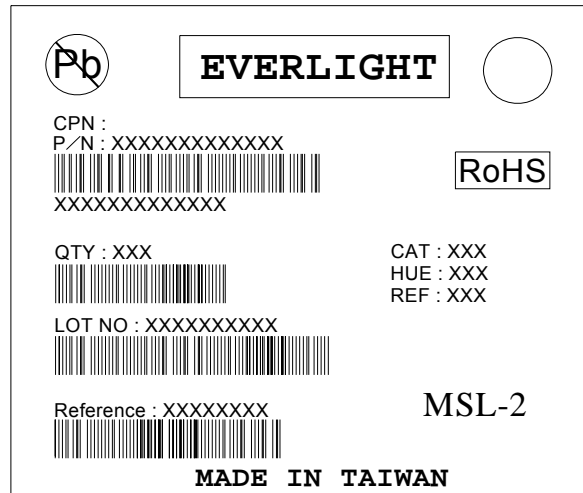 Pb
EVERLIGHT
CPN :
P/N : XXXXXXXXXXXXX
RoHS
XXXXXXXXXXXXX
QTY : XXX
CAT : XXX
HUE : XXX
REF : XXX
LOT NO : XXXXXXXXXX
Reference : XXXXXXXX
MSL-2
MADE IN TAIWAN